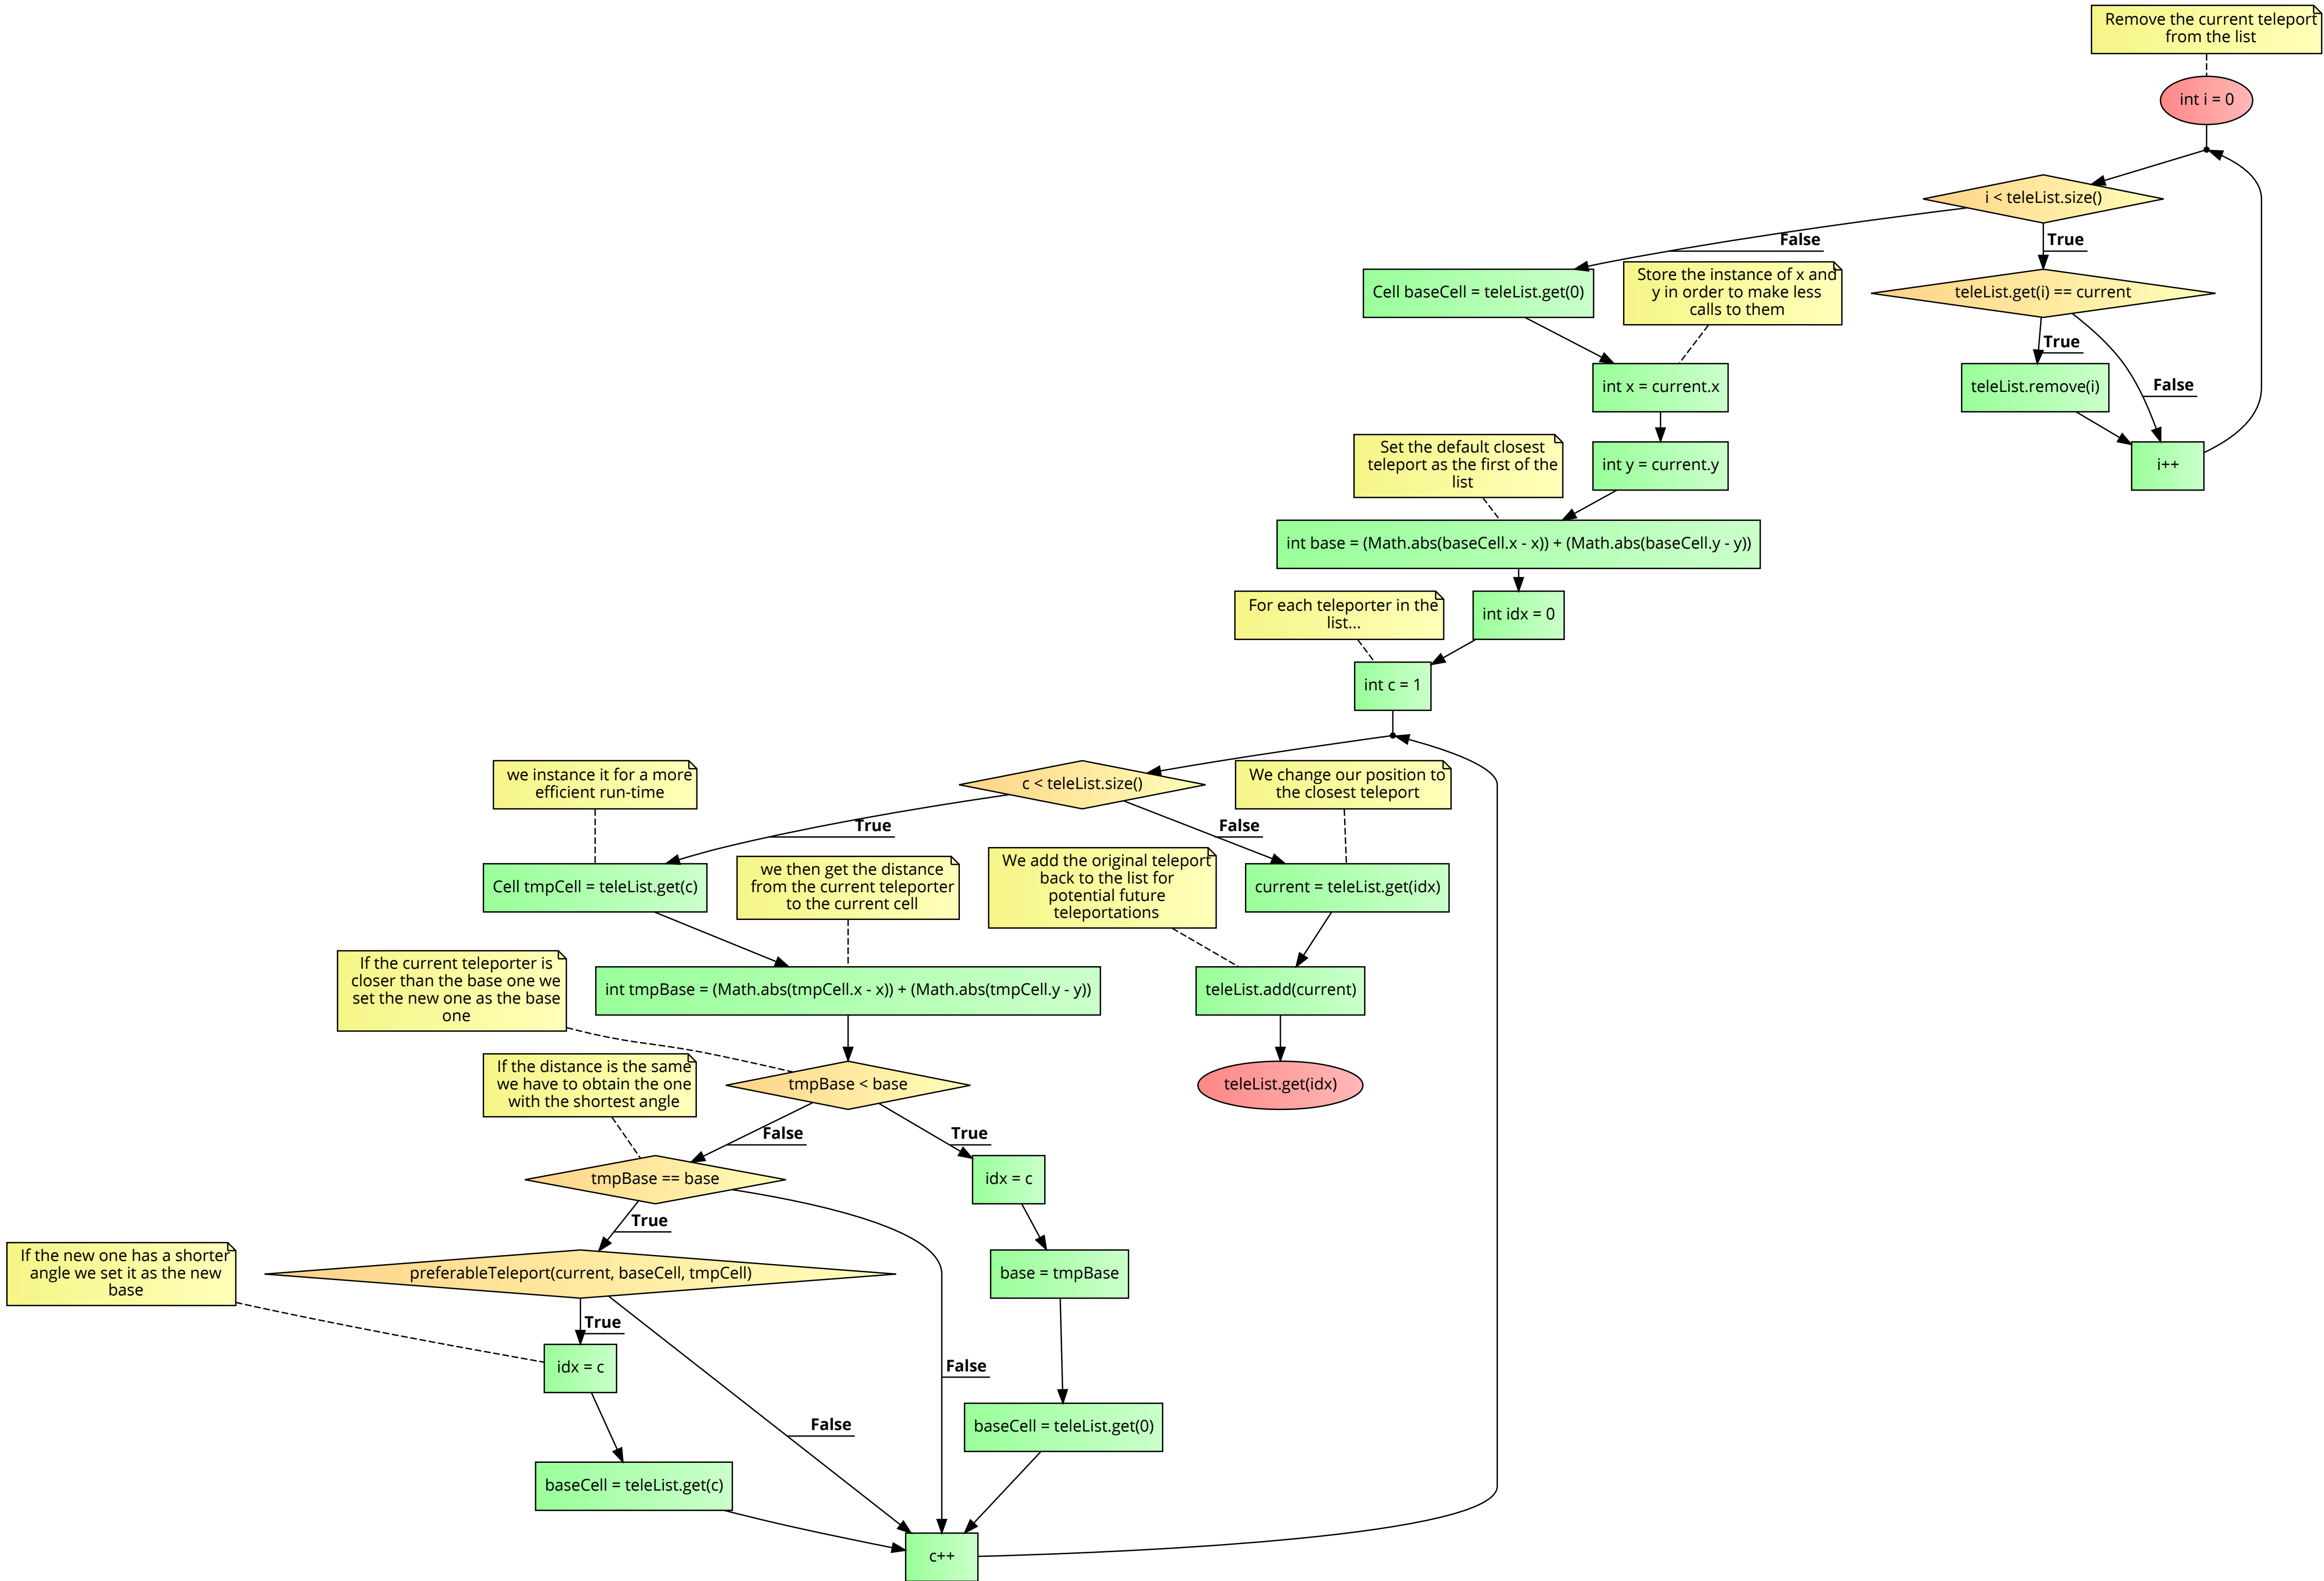 Remove the current teleport
from the list
int i = 0
i < teleList.size()
False
True
Cell baseCell = teleList.get(0)
Store the instance of x and
y in order to make less
calls to them
teleList.get(i) == current
True
False
int x = current.x
teleList.remove(i)
Set the default closest
teleport as the first of the
list
int y = current.y
i++
int base = (Math.abs(baseCell.x - x)) + (Math.abs(baseCell.y - y))
For each teleporter in the
list...
int idx = 0
int c = 1
we instance it for a more
efficient run-time
c < teleList.size()
We change our position to
the closest teleport
True
False
Cell tmpCell = teleList.get(c)
we then get the distance
from the current teleporter
to the current cell
We add the original teleport
back to the list for
potential future
teleportations
current = teleList.get(idx)
If the current teleporter is
closer than the base one we
set the new one as the base
one
int tmpBase = (Math.abs(tmpCell.x - x)) + (Math.abs(tmpCell.y - y))
teleList.add(current)
If the distance is the same
we have to obtain the one
with the shortest angle
tmpBase < base
teleList.get(idx)
False
True
tmpBase == base
idx = c
True
If the new one has a shorter
angle we set it as the new
base
preferableTeleport(current, baseCell, tmpCell)
base = tmpBase
True
idx = c
False
False
baseCell = teleList.get(0)
baseCell = teleList.get(c)
c++